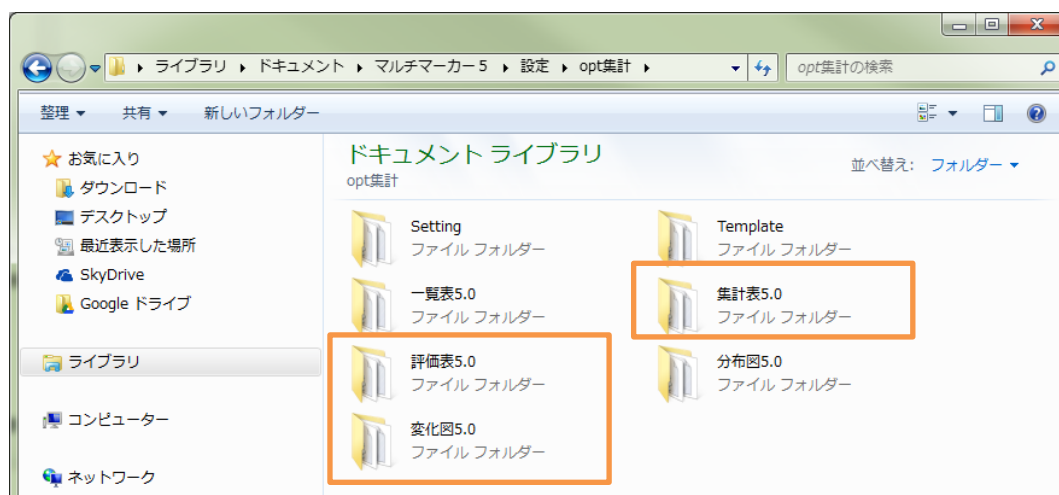 ライブラリ ドキュメント マルチマーカー５ 設定 opt集計
opt集計の検索
整理 共有 新しいフォルダー
お気に入り
ダウンロード
デスクトップ
最近表示した場所
SkyDrive
Google ドライブ
ライブラリ
コンピューター
ネットワーク
ドキュメント ライブラリ
opt集計
並べ替え: フォルダー
Setting
ファイル フォルダー
Template
ファイル フォルダー
一覧表5.0
ファイル フォルダー
集計表5.0
ファイル フォルダー
評価表5.0
ファイル フォルダー
分布図5.0
ファイル フォルダー
変化図5.0
ファイル フォルダー